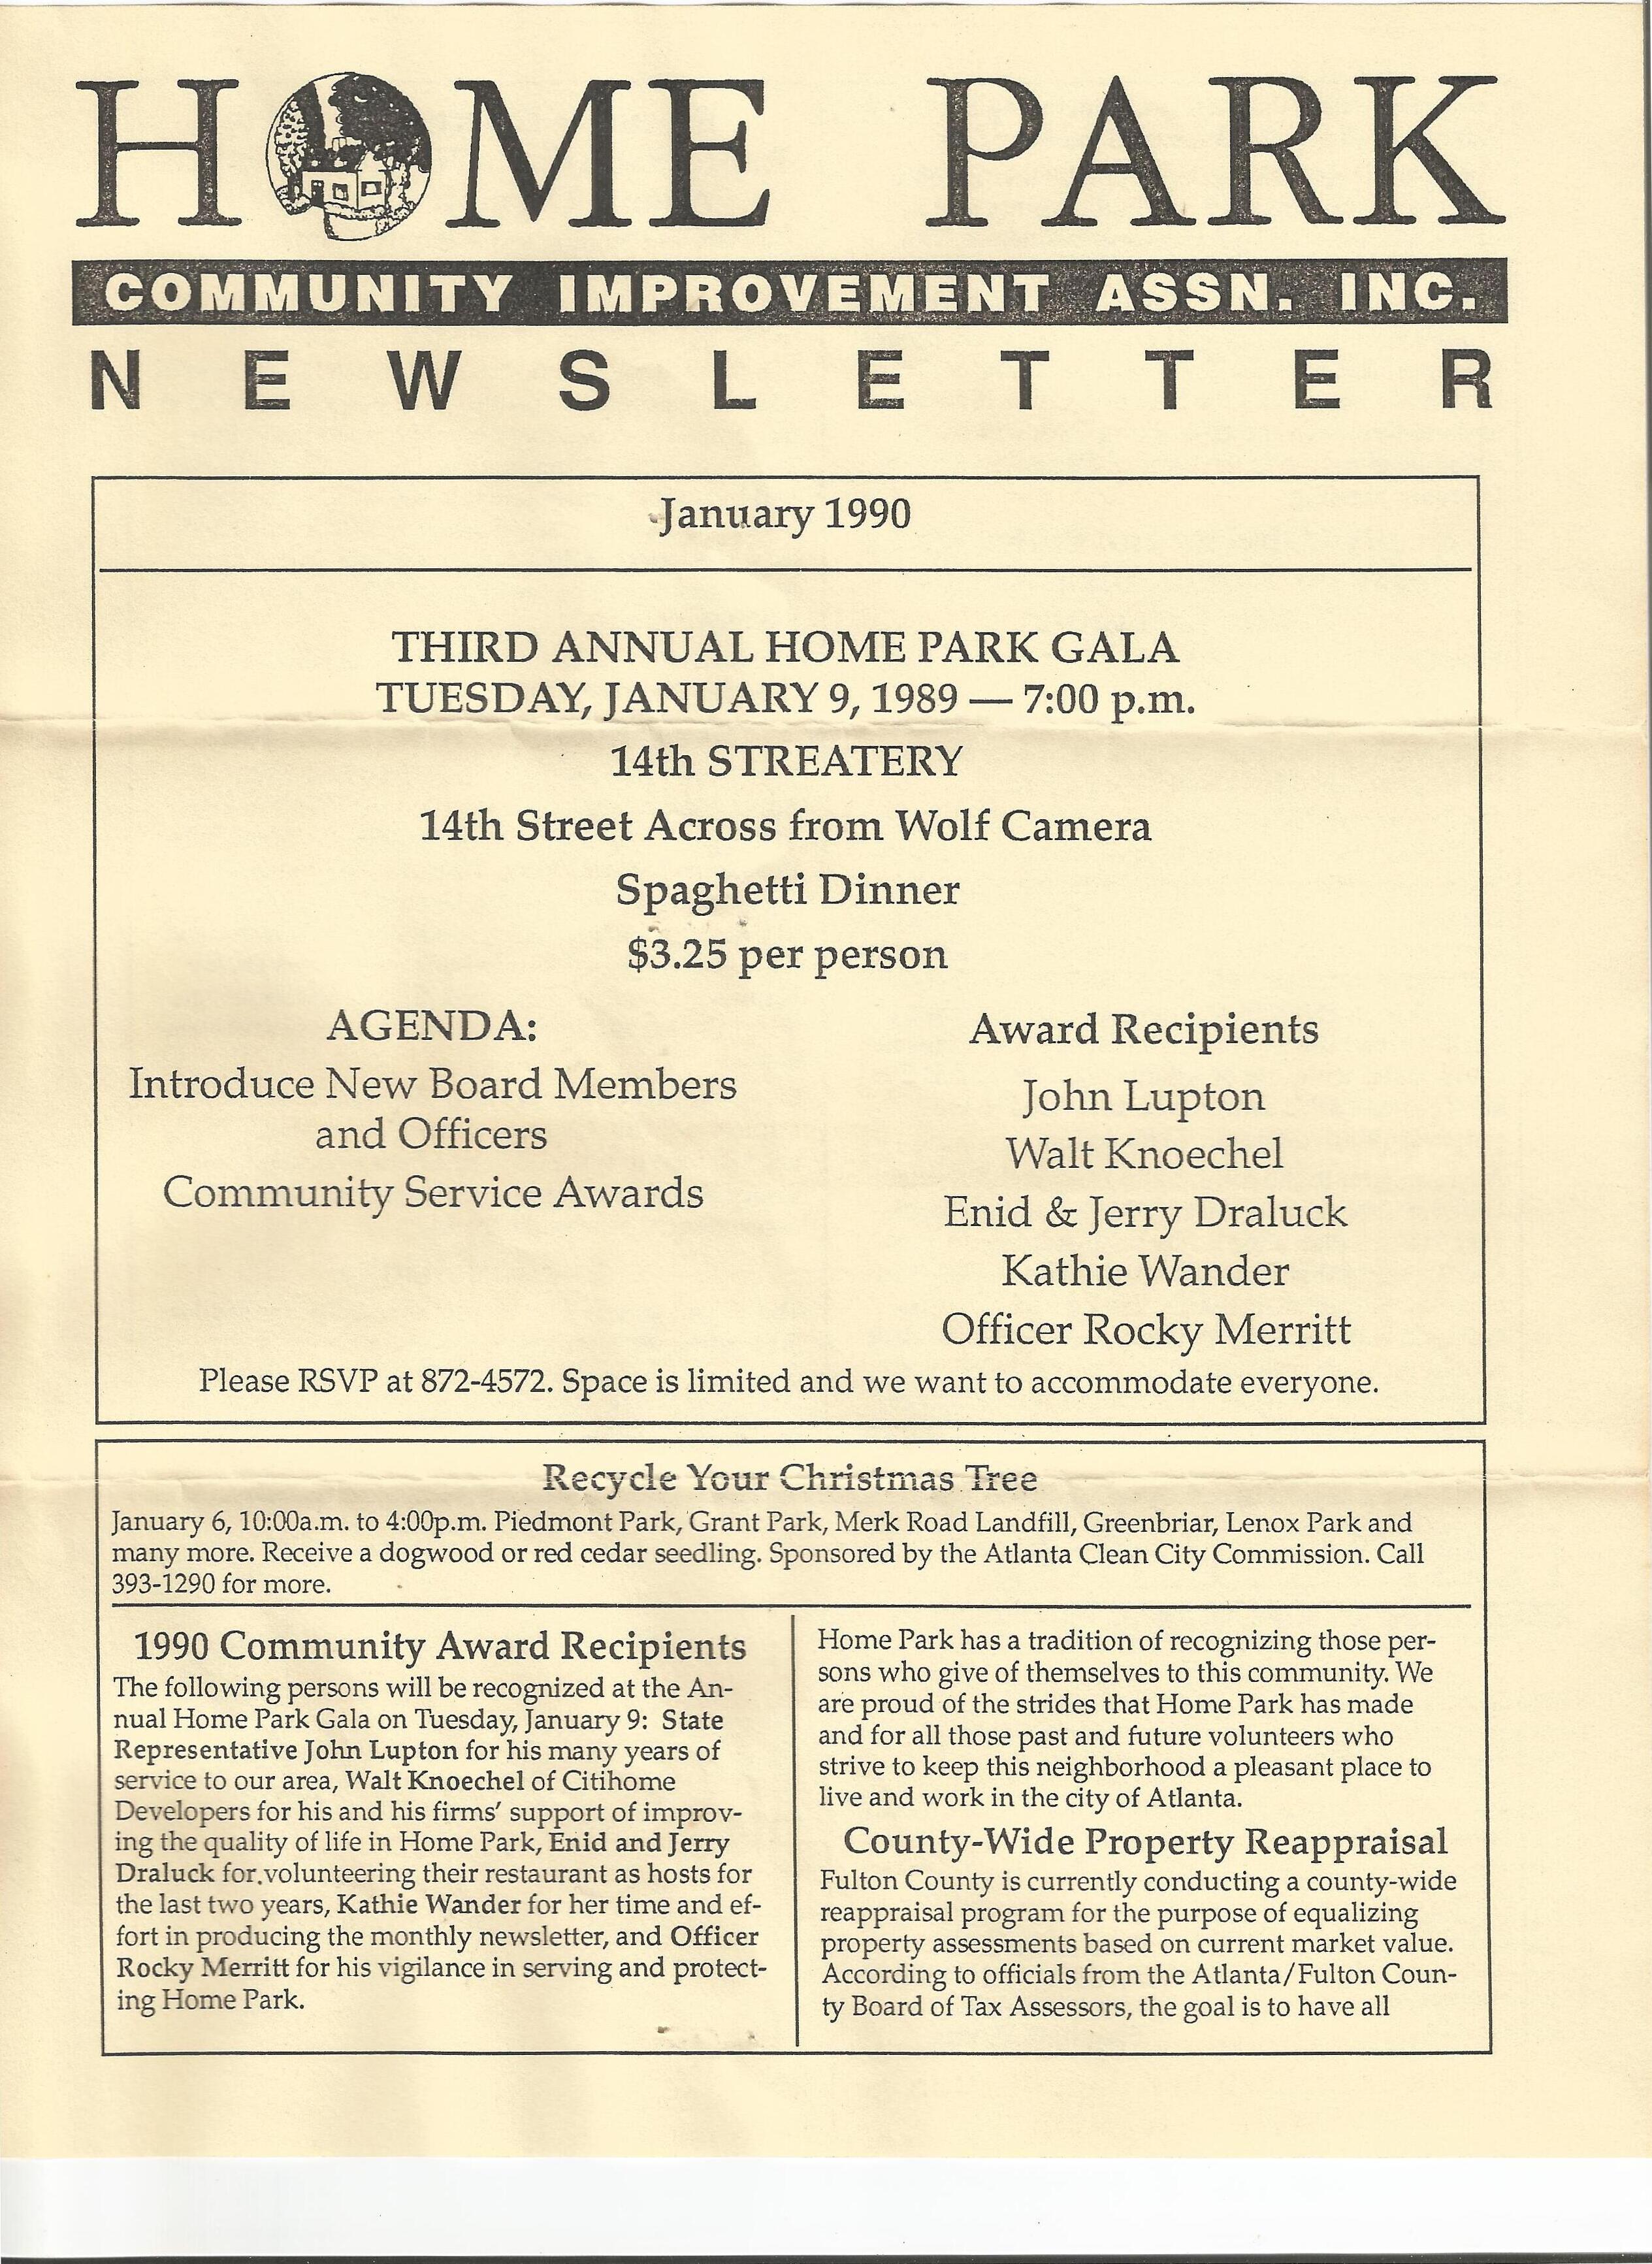 HOME PARK
COMMUNITY IMPROVEMENT ASSN. INC.
NEWSLETTER
January 1990
THIRD ANNUAL HOME PARK GALA
TUESDAY, JANUARY 9, 1989 — 7:00 p.m.
14th STREATERY
14th Street Across from Wolf Camera
Spaghetti Dinner
$3.25 per person
AGENDA:
Introduce New Board Members
and Officers
Community Service Awards
Award Recipients
John Lupton
Walt Knoechel
Enid & Jerry Draluck
Kathie Wander
Officer Rocky Merritt
Please RSVP at 872-4572. Space is limited and we want to accommodate everyone.
Recycle Your Christmas Tree
January 6, 10:00a.m. to 4:00p.m. Piedmont Park, Grant Park, Merk Road Landfill, Greenbriar, Lenox Park and
many more. Receive a dogwood or red cedar seedling. Sponsored by the Atlanta Clean City Commission. Call
393-1290 for more.
1990 Community Award Recipients
The following persons will be recognized at the An-
nual Home Park Gala on Tuesday, January 9: State
Representative John Lupton for his many years of
service to our area, Walt Knoechel of Citihome
Developers for his and his firms' support of improv-
ing the quality of life in Home Park, Enid and Jerry
Draluck for volunteering their restaurant as hosts for
the last two years, Kathie Wander for her time and ef-
fort in producing the monthly newsletter, and Officer
Rocky Merritt for his vigilance in serving and protect-
ing Home Park.
Home Park has a tradition of recognizing those per-
sons who give of themselves to this community. We
are proud of the strides that Home Park has made
and for all those past and future volunteers who
strive to keep this neighborhood a pleasant place to
live and work in the city of Atlanta.
County-Wide Property Reappraisal
Fulton County is currently conducting a county-wide
reappraisal program for the purpose of equalizing
property assessments based on current market value.
According to officials from the Atlanta/Fulton Coun-
ty Board of Tax Assessors, the goal is to have all